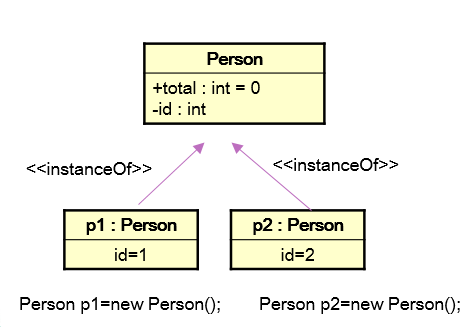 Person
+total : int = 0
-id : int
<<instanceOf>>
<<instanceOf>>
p1 : Person
id=1
p2 : Person
id=2
Person p1=new Person();
Person p2=new Person();